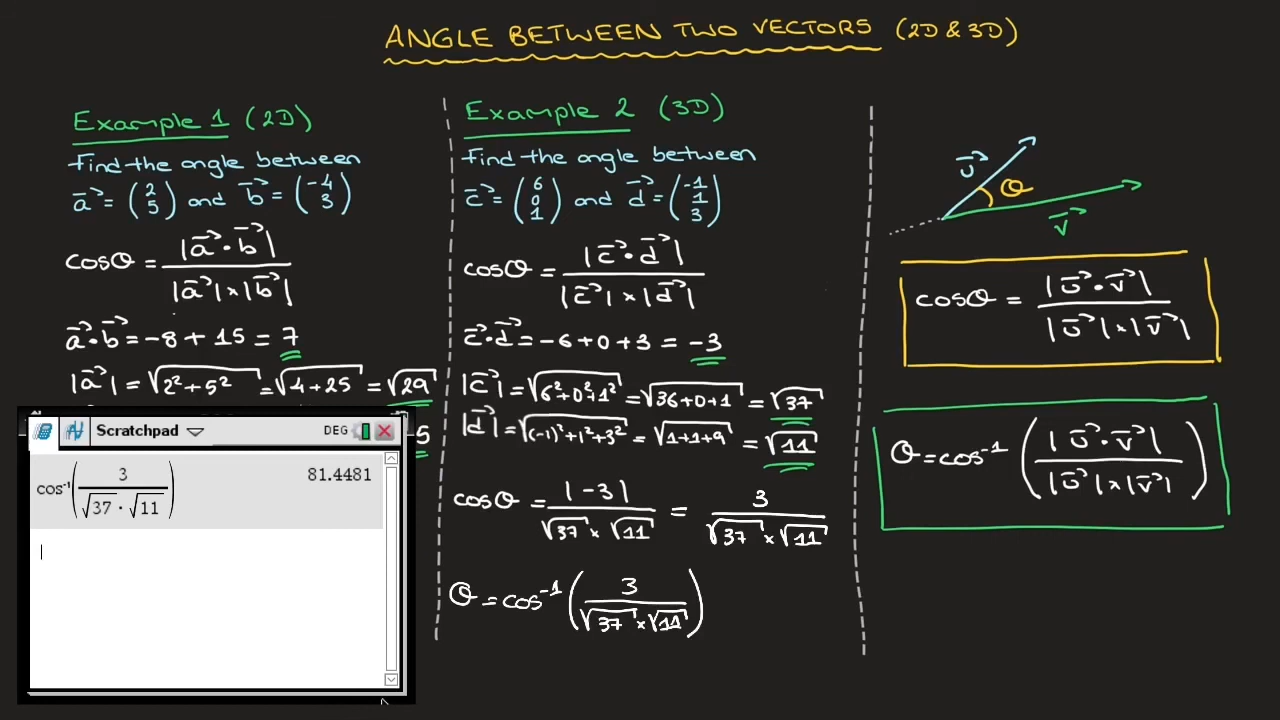 ANGLE BETWEEN TWO VECTORS (2D & 3D)
Example 1 (2D)
Find the angle between
a⃗ = (2 5) and b⃗ = (-4 3)
cosθ = |a⃗ · b⃗| / |a⃗| × |b⃗|
a⃗ · b⃗ = -8 + 15 = 7
|a⃗| = √2² + 5² = √4 + 25 = √29
5
Scratchpad DEG
cos⁻¹(3 / √37 · √11) 81.4481
Example 2 (3D)
Find the angle between
c⃗ = (6 0 1) and d⃗ = (-1 1 3)
cosθ = |c⃗ · d⃗| / |c⃗| × |d⃗|
c⃗ · d⃗ = -6 + 0 + 3 = -3
|c⃗| = √6² + 0² + 1² = √36 + 0 + 1 = √37
|d⃗| = √(-1)² + 1² + 3² = √1 + 1 + 9 = √11
cosθ = |-3| / √37 × √11 = 3 / √37 × √11
θ = cos⁻¹(3 / √37 × √11)
u⃗ θ
v⃗
cosθ = |u⃗ · v⃗| / |u⃗| × |v⃗|
θ = cos⁻¹(|u⃗ · v⃗| / |u⃗| × |v⃗|)